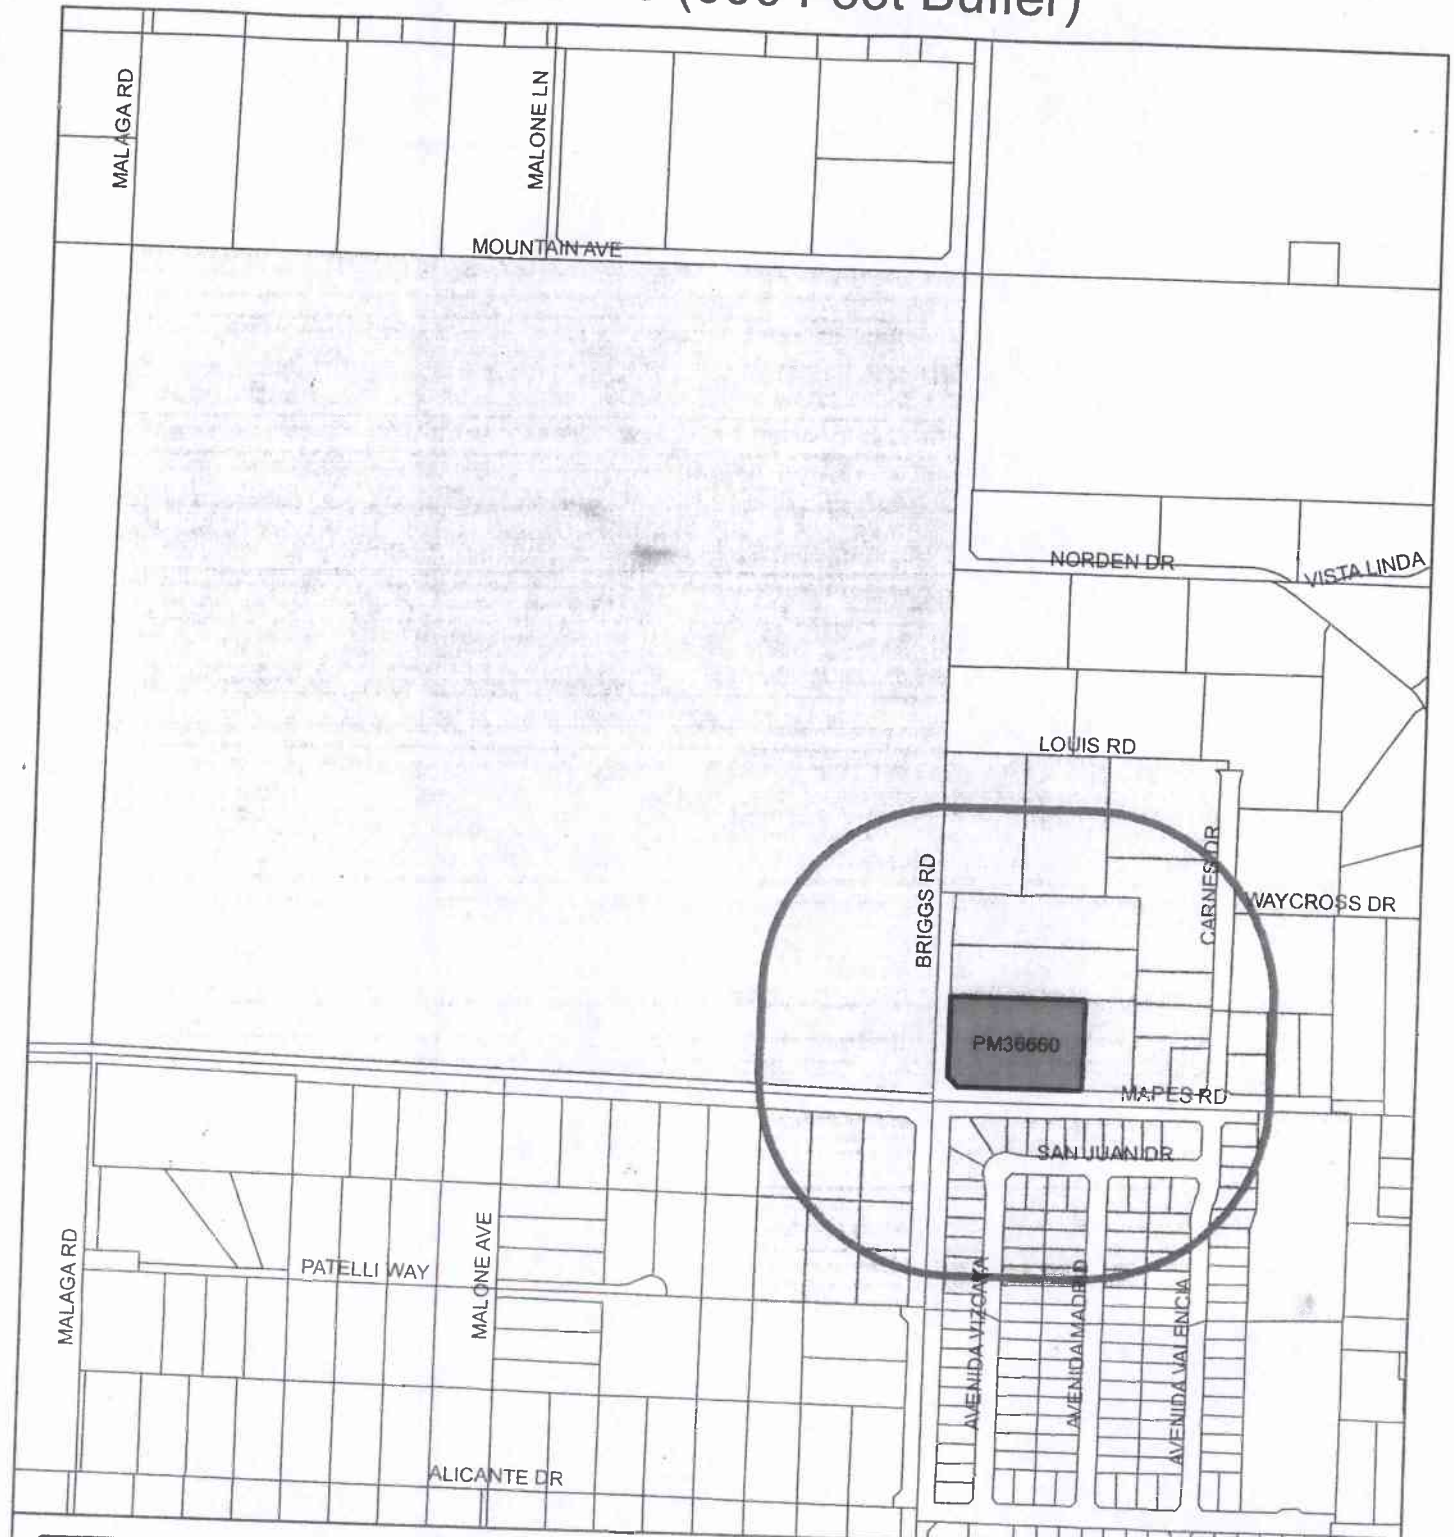 Foot Buffer)
MALAGA RD
MALONE LN
MOUNTAIN AVE
NORDEN DR
VISTA LINDA
LOUIS RD
BRIGGS RD
CARNES DR
WAYCROSS DR
PM36660
MAPES RD
SAN JUAN DR
MALAGA RD
PATELLI WAY
MALONE AVE
AVENIDA VIZCAYA
AVENIDA MADRID
AVENIDA VALENCIA
ALICANTE DR